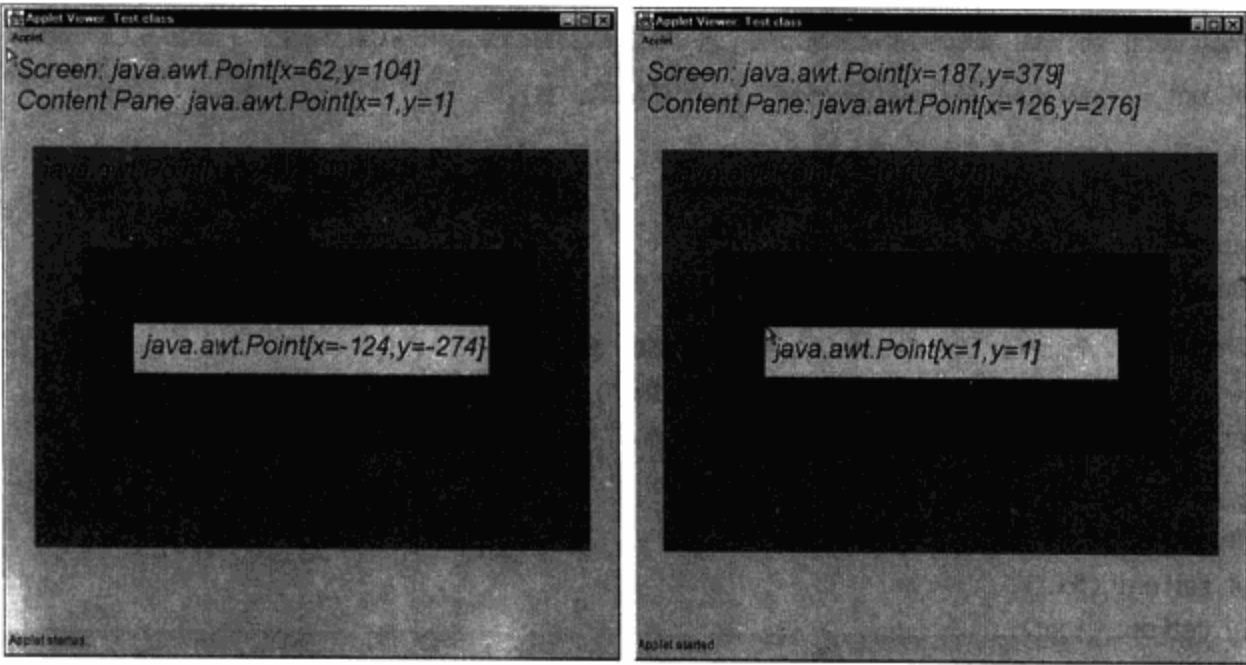 Applet Viewer: Test.class
Applet
Screen: java.awt.Point[x=62,y=104]
Content Pane: java.awt.Point[x=1,y=1]
java.awt.Point[x=-124,y=-274]
Applet started.
Applet Viewer: Test.class
Applet
Screen: java.awt.Point[x=187,y=379]
Content Pane: java.awt.Point[x=126,y=276]
java.awt.Point[x=1,y=1]
Applet started